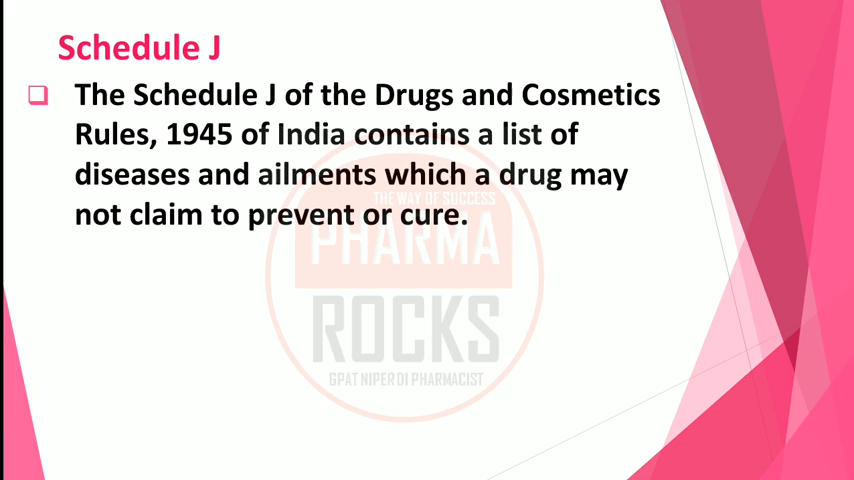 Schedule J
The Schedule J of the Drugs and Cosmetics
Rules, 1945 of India contains a list of
diseases and ailments which a drug may
not claim to prevent or cure.
THE WAY OF SUCCESS
PHARMA
ROCKS
GPAT NIPER DI PHARMACIST